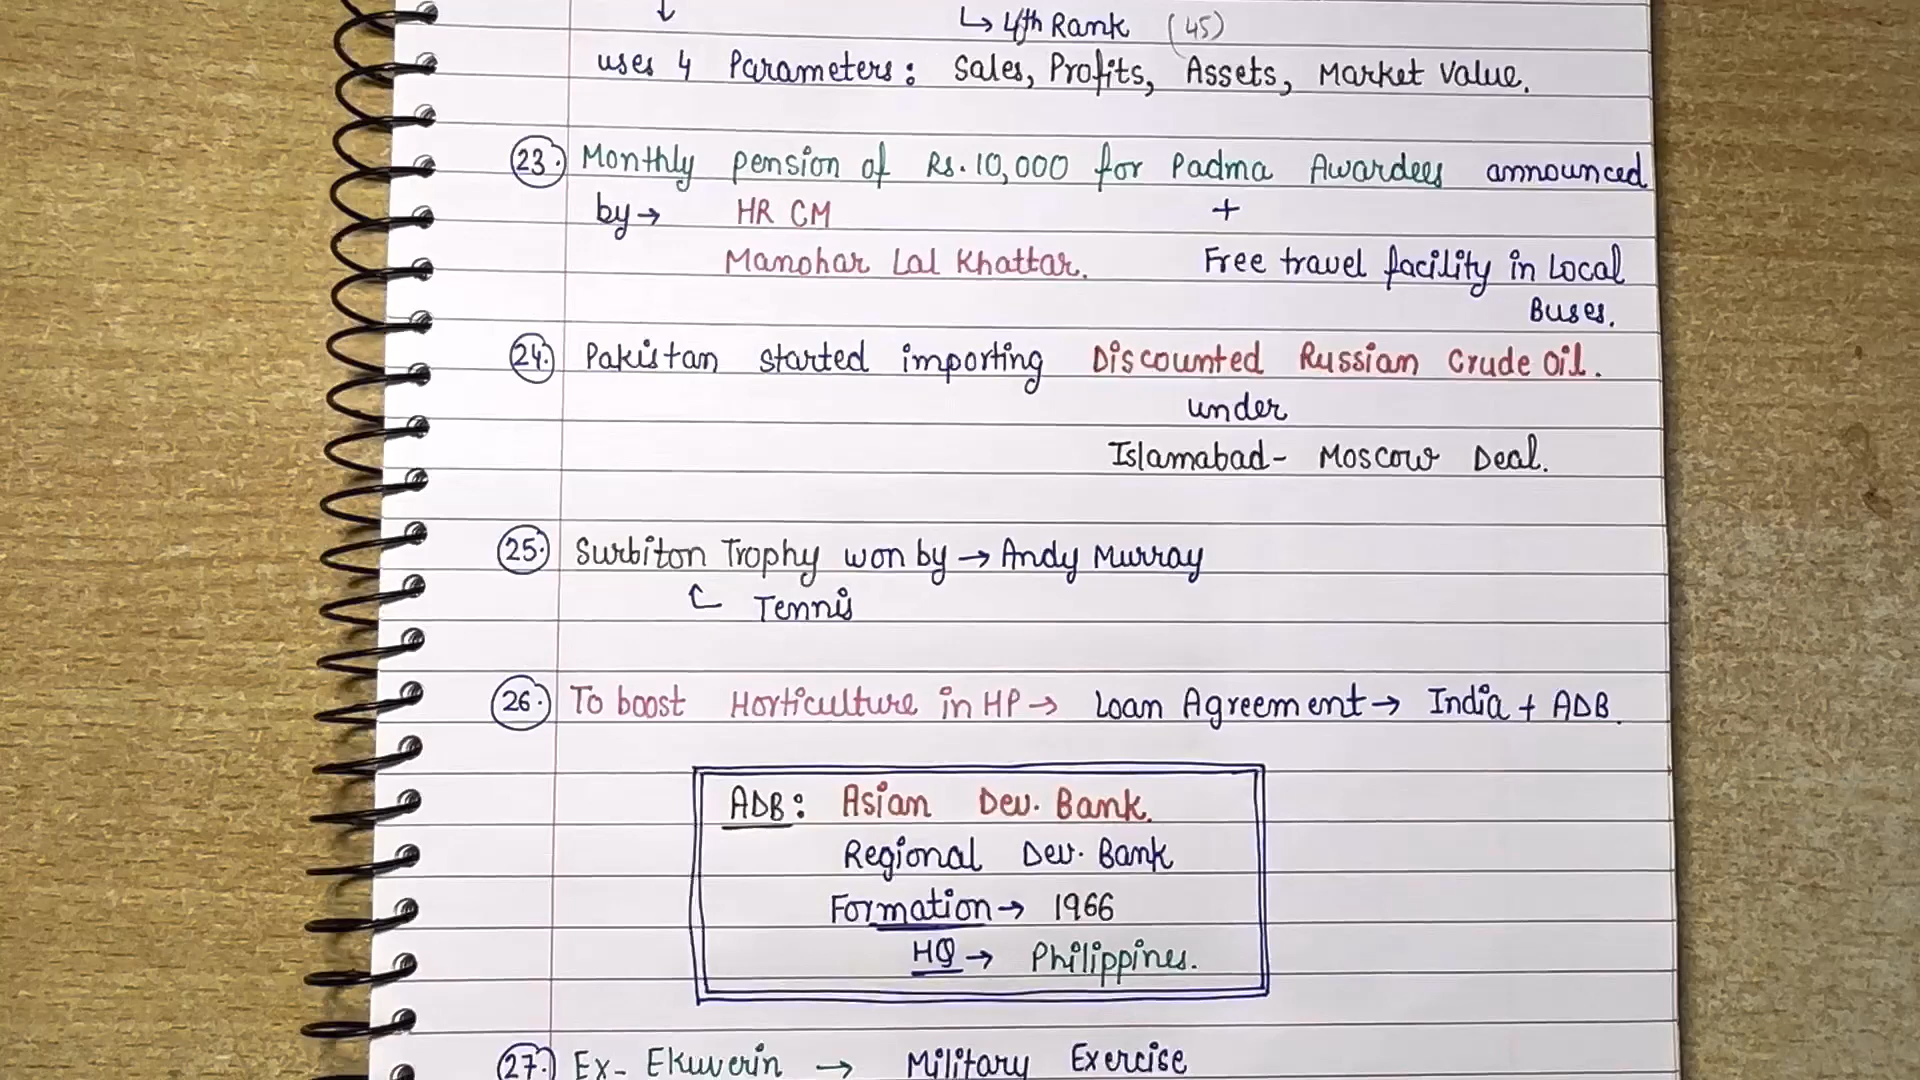 ↓ ↳ 4th Rank (45)
uses 4 Parameters: Sales, Profits, Assets, Market Value.
23. Monthly pension of Rs. 10,000 for Padma Awardees announced
by → HR CM +
Manohar Lal Khattar. Free travel facility in Local
Buses.
24. Pakistan started importing Discounted Russian Crude Oil.
under
Islamabad - Moscow Deal.
25. Surbiton Trophy won by → Andy Murray
Tennis
26. To boost Horticulture in HP → Loan Agreement → India + ADB.
ADB: Asian Dev. Bank.
Regional Dev. Bank
Formation → 1966
HQ → Philippines.
27. Ex- Ekuverin → Military Exercise